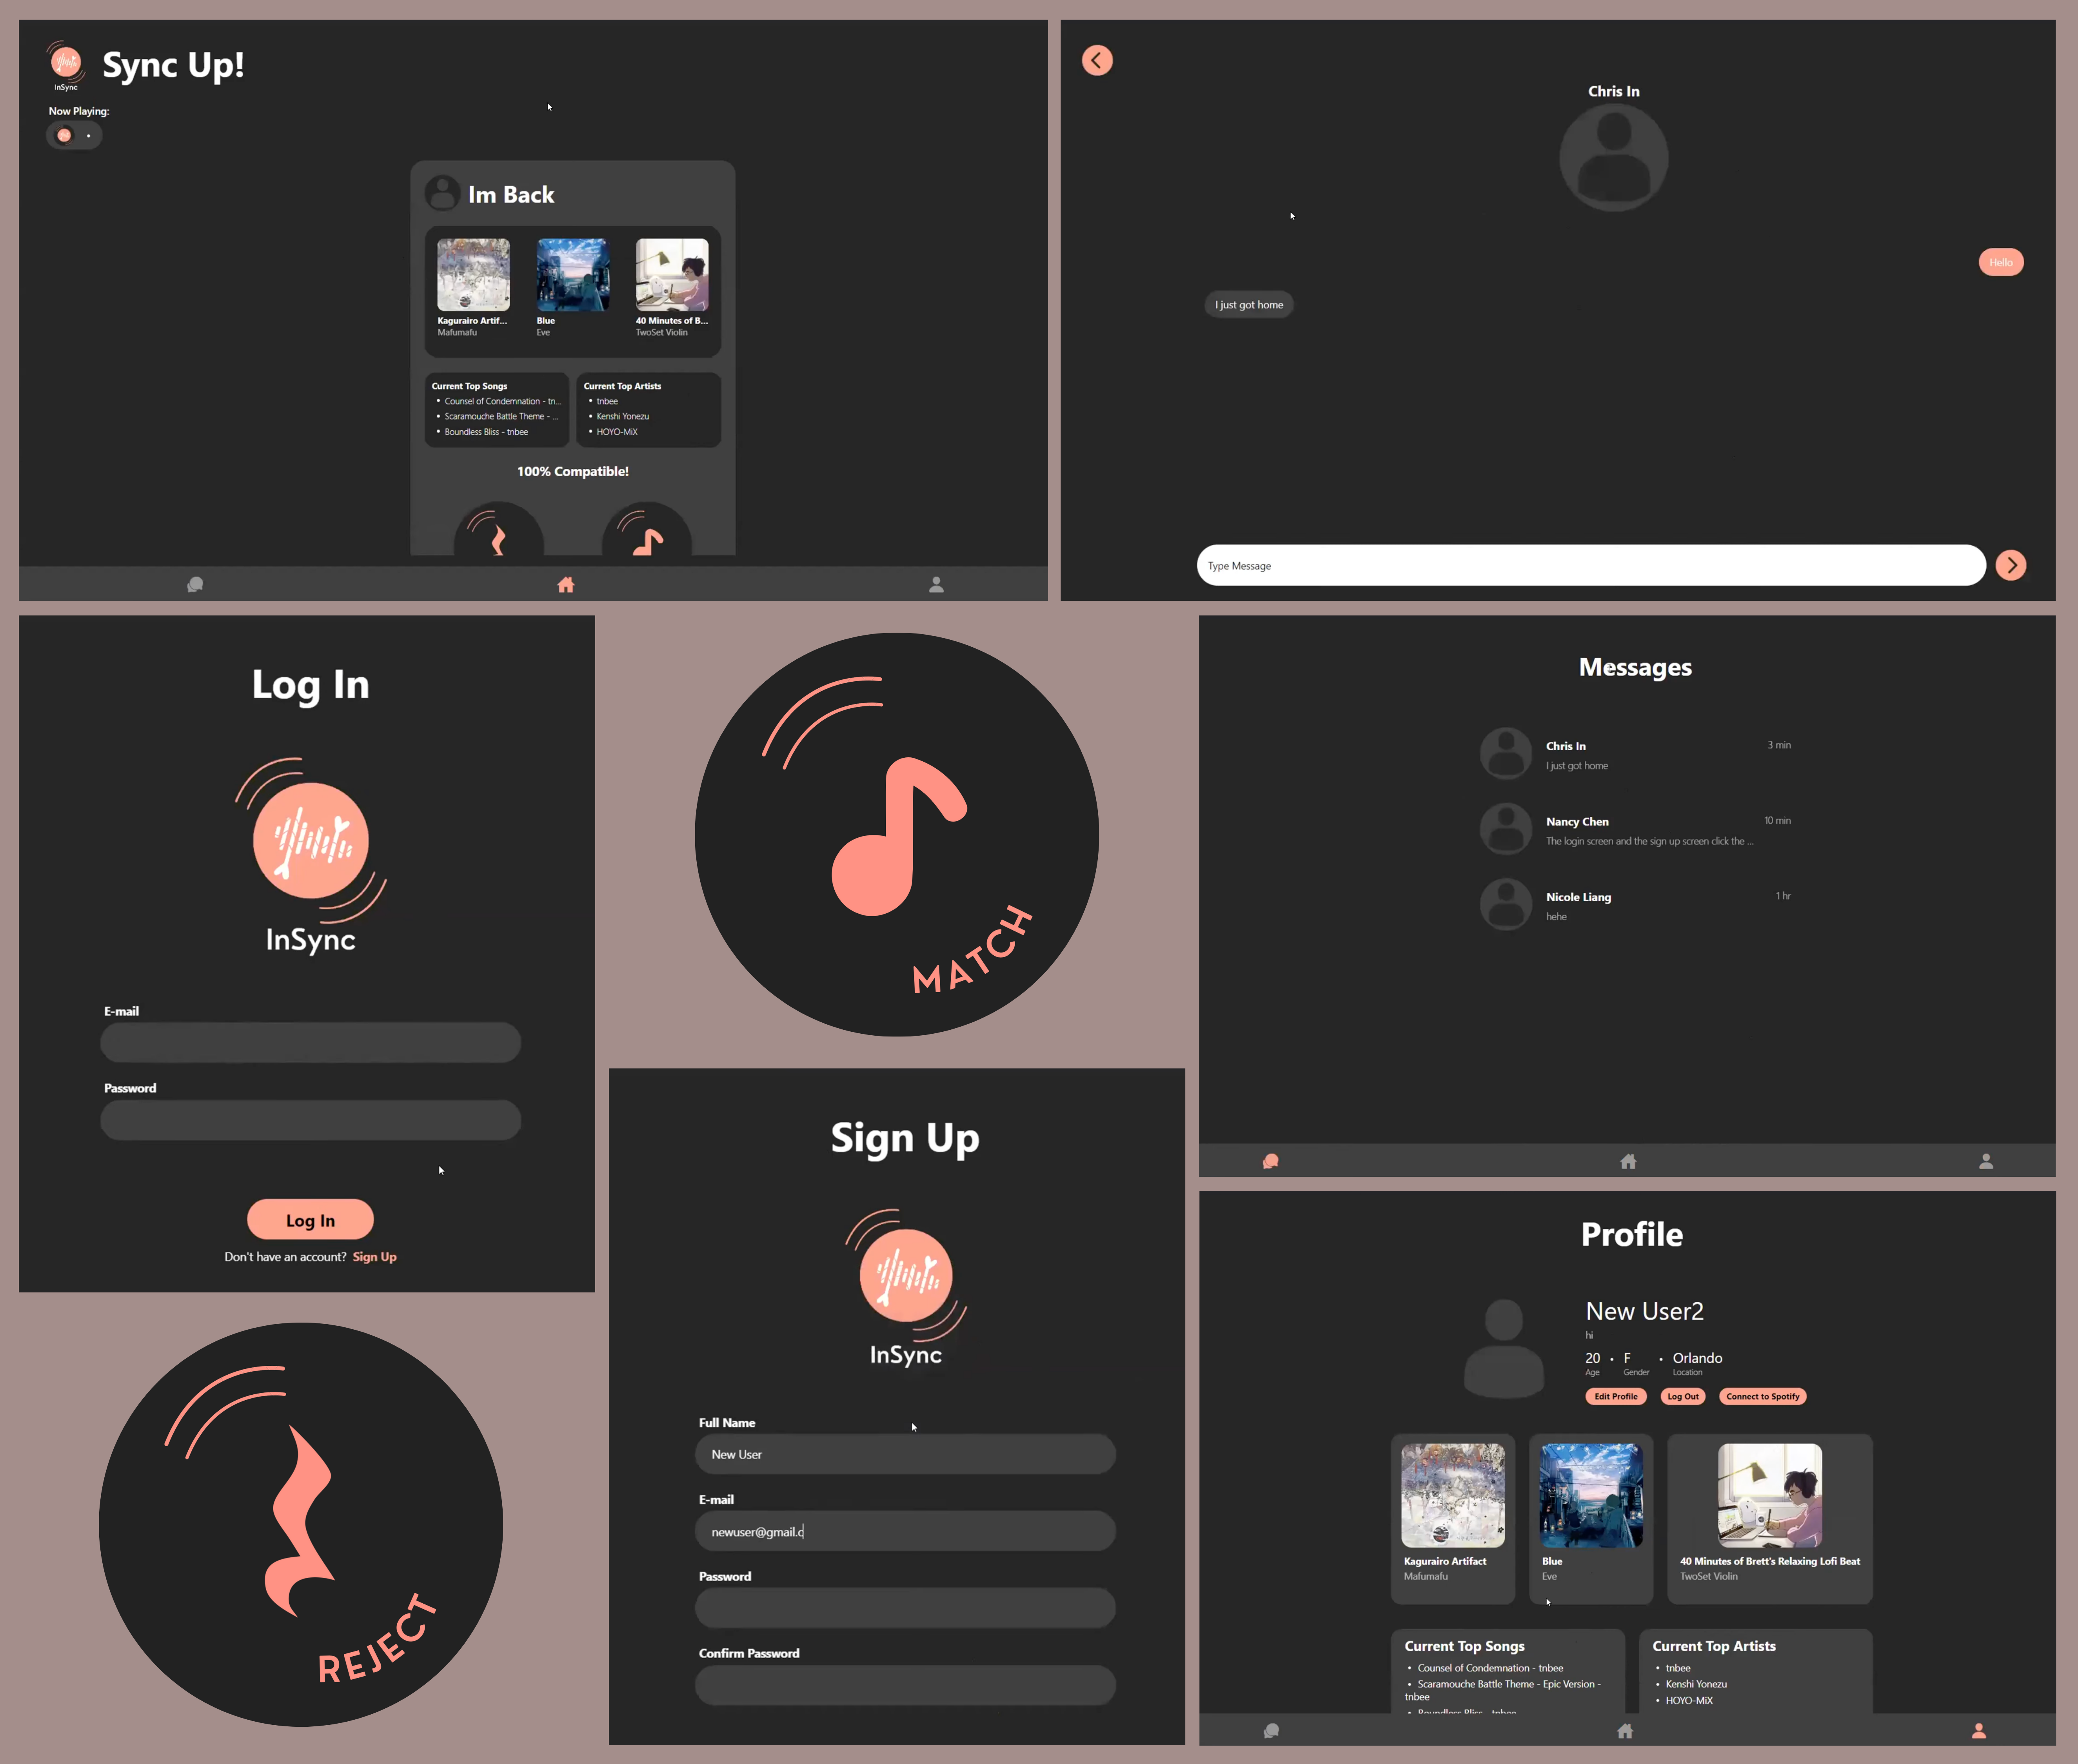 Sync Up!
InSync
Now Playing:
Im Back
Kagurairo Artif...
Mafumafu
Blue
Eve
40 Minutes of B...
TwoSet Violin
Current Top Songs
• Counsel of Condemnation - tn...
• Scaramouche Battle Theme - ...
• Boundless Bliss - tnbee
Current Top Artists
• tnbee
• Kenshi Yonezu
• HOYO-MiX
100% Compatible!
Chris In
Hello
I just got home
Type Message
Log In
InSync
E-mail
Password
Log In
Don't have an account? Sign Up
MATCH
Messages
Chris In
3 min
I just got home
Nancy Chen
10 min
The login screen and the sign up screen click the ...
Nicole Liang
1 hr
hehe
REJECT
Sign Up
InSync
Full Name
New User
E-mail
newuser@gmail.c
Password
Confirm Password
Profile
New User2
hi
20 • F • Orlando
Age Gender Location
Edit Profile Log Out Connect to Spotify
Kagurairo Artifact
Mafumafu
Blue
Eve
40 Minutes of Brett's Relaxing Lofi Beat
TwoSet Violin
Current Top Songs
• Counsel of Condemnation - tnbee
• Scaramouche Battle Theme - Epic Version -
tnbee
• Boundless Bliss - tnbee
Current Top Artists
• tnbee
• Kenshi Yonezu
• HOYO-MiX